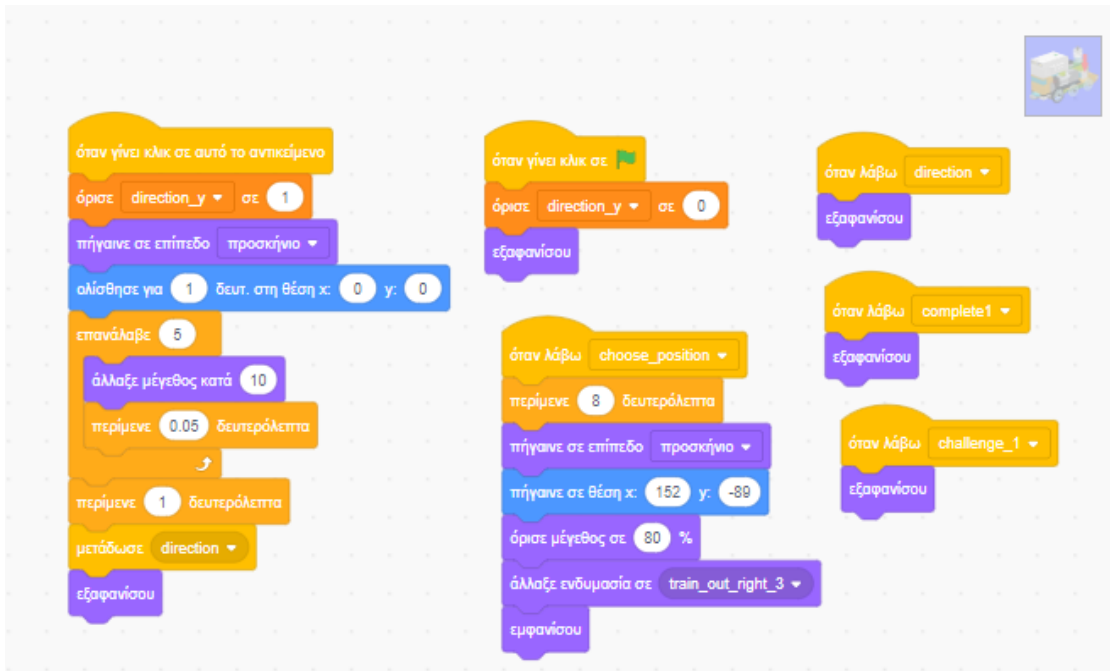 όταν γίνει κλικ σε αυτό το αντικείμενο
όρισε direction_y σε 1
πήγαινε σε επίπεδο προσκήνιο
ολίσθησε για 1 δευτ. στη θέση x: 0 y: 0
επανάλαβε 5
άλλαξε μέγεθος κατά 10
περίμενε 0.05 δευτερόλεπτα
περίμενε 1 δευτερόλεπτα
μετάδωσε direction
εξαφανίσου
όταν γίνει κλικ σε
όρισε direction_y σε 0
εξαφανίσου
όταν λάβω choose_position
περίμενε 8 δευτερόλεπτα
πήγαινε σε επίπεδο προσκήνιο
πήγαινε σε θέση x: 152 y: -89
όρισε μέγεθος σε 80 %
άλλαξε ενδυμασία σε train_out_right_3
εμφανίσου
όταν λάβω direction
εξαφανίσου
όταν λάβω complete1
εξαφανίσου
όταν λάβω challenge_1
εξαφανίσου